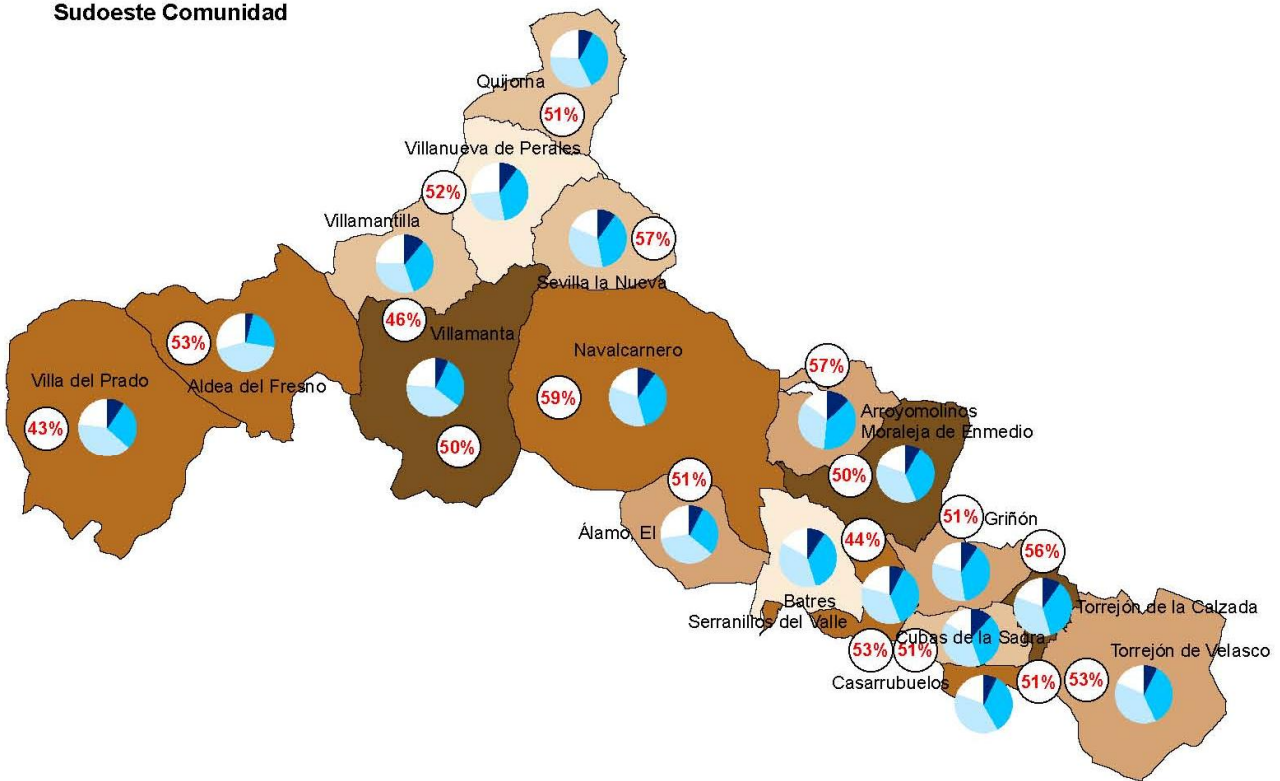 Sudoeste Comunidad
Quijorna
51%
Villanueva de Perales
52%
Villamantilla
57%
Sevilla la Nueva
46%
Villamanta
53%
Aldea del Fresno
Villa del Prado
43%
Navalcarnero
59%
50%
57%
Arroyomolinos
Moraleja de Enmedio
50%
51%
Álamo, El
51%
Griñón
44%
56%
Batres
Serranillos del Valle
Torrejón de la Calzada
53%
51%
Cubas de la Sagra
Torrejón de Velasco
Casarrubuelos
51%
53%